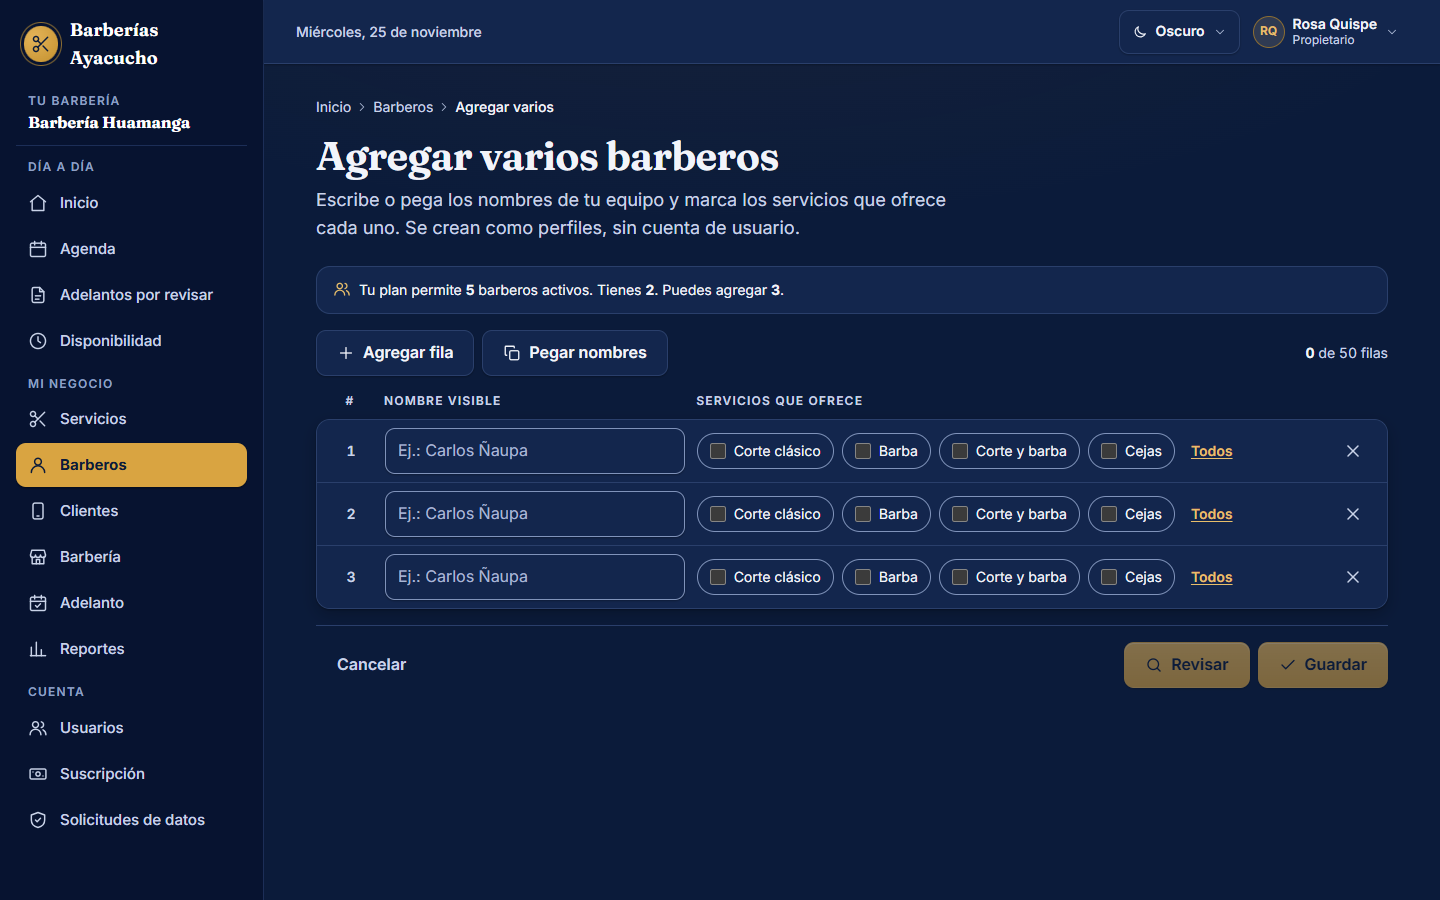 Barberías
Ayacucho
TU BARBERÍA
Barbería Huamanga
DÍA A DÍA
Inicio
Agenda
Adelantos por revisar
Disponibilidad
MI NEGOCIO
Servicios
Barberos
Clientes
Barbería
Adelanto
Reportes
CUENTA
Usuarios
Suscripción
Solicitudes de datos
Miércoles, 25 de noviembre
Oscuro
RQ
Rosa Quispe
Propietario
Inicio > Barberos > Agregar varios
Agregar varios barberos
Escribe o pega los nombres de tu equipo y marca los servicios que ofrece
cada uno. Se crean como perfiles, sin cuenta de usuario.
Tu plan permite 5 barberos activos. Tienes 2. Puedes agregar 3.
Agregar fila
Pegar nombres
0 de 50 filas
# NOMBRE VISIBLE SERVICIOS QUE OFRECE
1 Ej.: Carlos Ñaupa Corte clásico Barba Corte y barba Cejas Todos
2 Ej.: Carlos Ñaupa Corte clásico Barba Corte y barba Cejas Todos
3 Ej.: Carlos Ñaupa Corte clásico Barba Corte y barba Cejas Todos
Cancelar
Revisar
Guardar